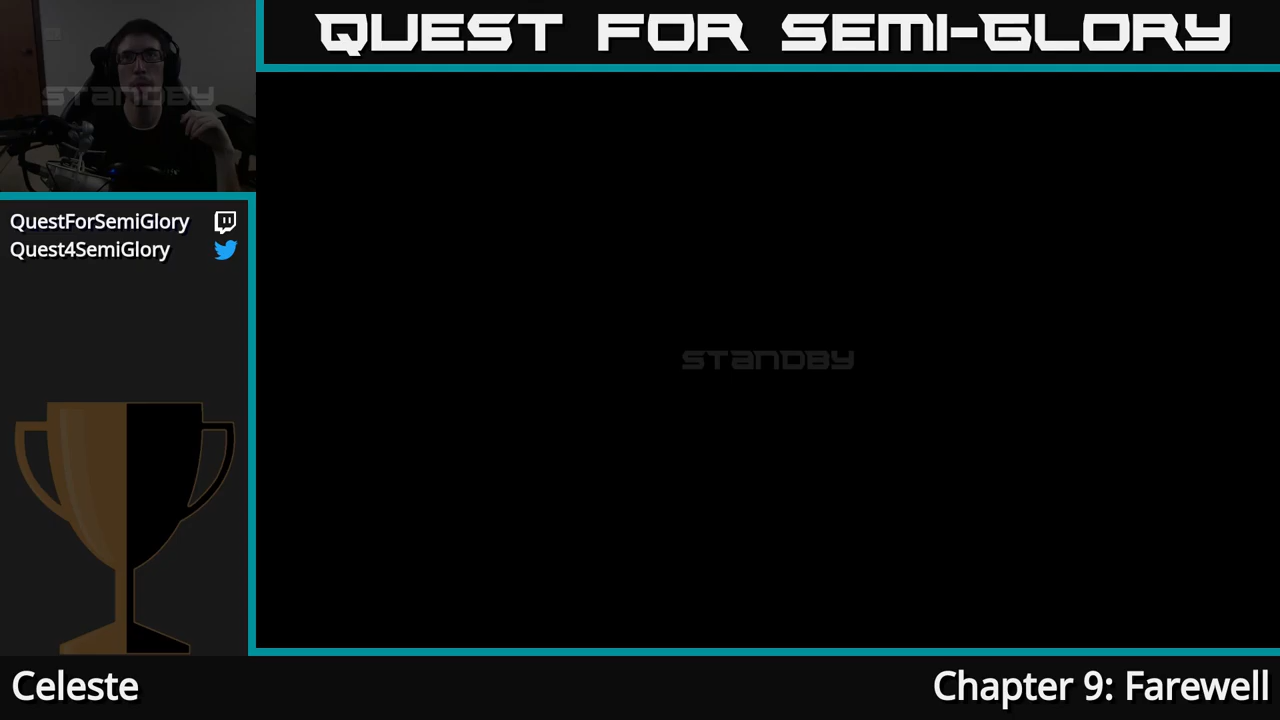 QUEST FOR SEMI-GLORY
STANDBY
QuestForSemiGlory
Quest4SemiGlory
STANDBY
Celeste
Chapter 9: Farewell